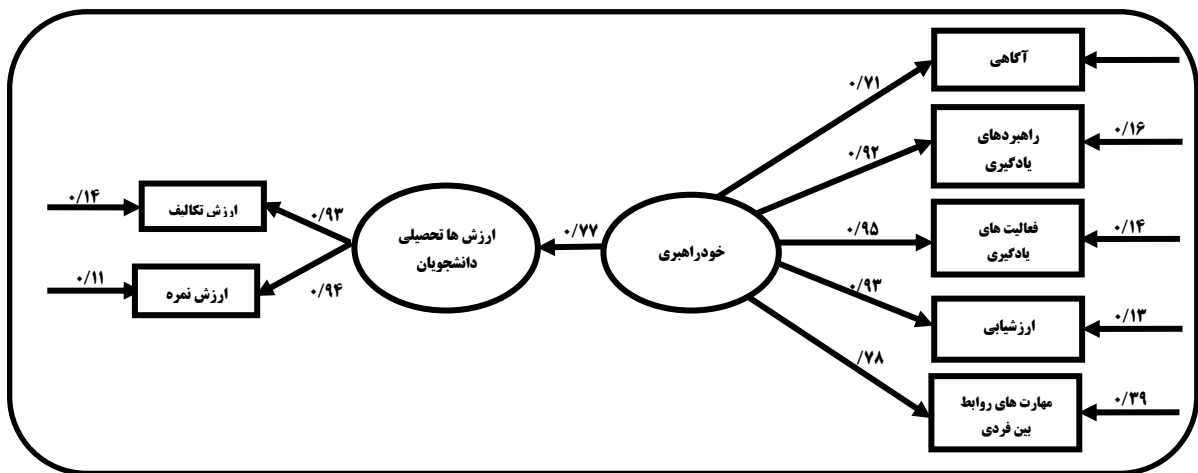 آگاهی
۰/۷۱
راهبردهای
یادگیری
۰/۱۶
۰/۹۲
فعالیت های
یادگیری
۰/۱۴
۰/۹۵
ارزشیابی
۰/۱۳
۰/۹۳
مهارت های روابط
بین فردی
۰/۳۹
/۷۸
خودراهبری
۰/۷۷
ارزش ها تحصیلی
دانشجویان
۰/۹۳
ارزش تکالیف
۰/۱۴
۰/۹۴
ارزش نمره
۰/۱۱